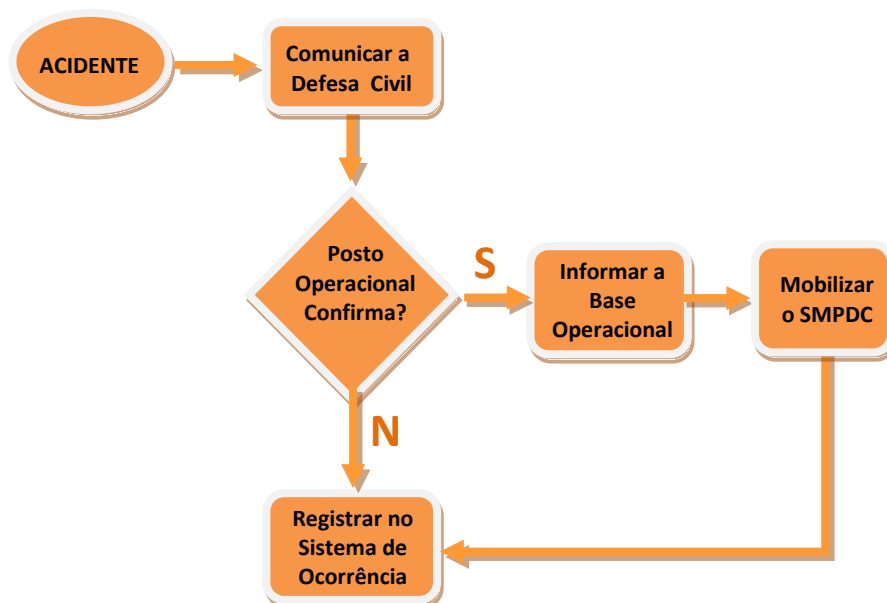 ACIDENTE
Comunicar a
Defesa Civil
Posto
Operacional
Confirma?
S
Informar a
Base
Operacional
Mobilizar
o SMPDC
N
Registrar no
Sistema de
Ocorrência